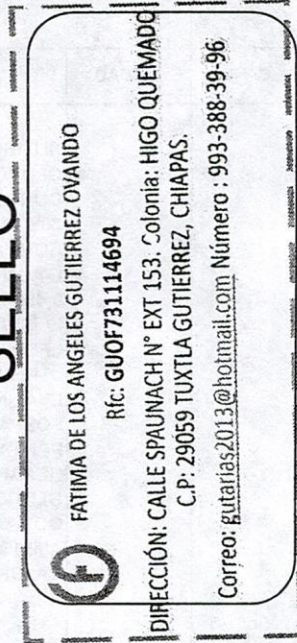 SELLO
FATIMA DE LOS ANGELES GUTIERREZ OVANDO
Rfc: GUOF731114694
DIRECCIÓN: CALLE SPAUNACH N° EXT 153. Colonia: HIGO QUEMADO
C.P: 29059 TUXTLA GUTIERREZ, CHIAPAS.
Correo: gutarias2013@hotmail.com Número : 993-388-39-96